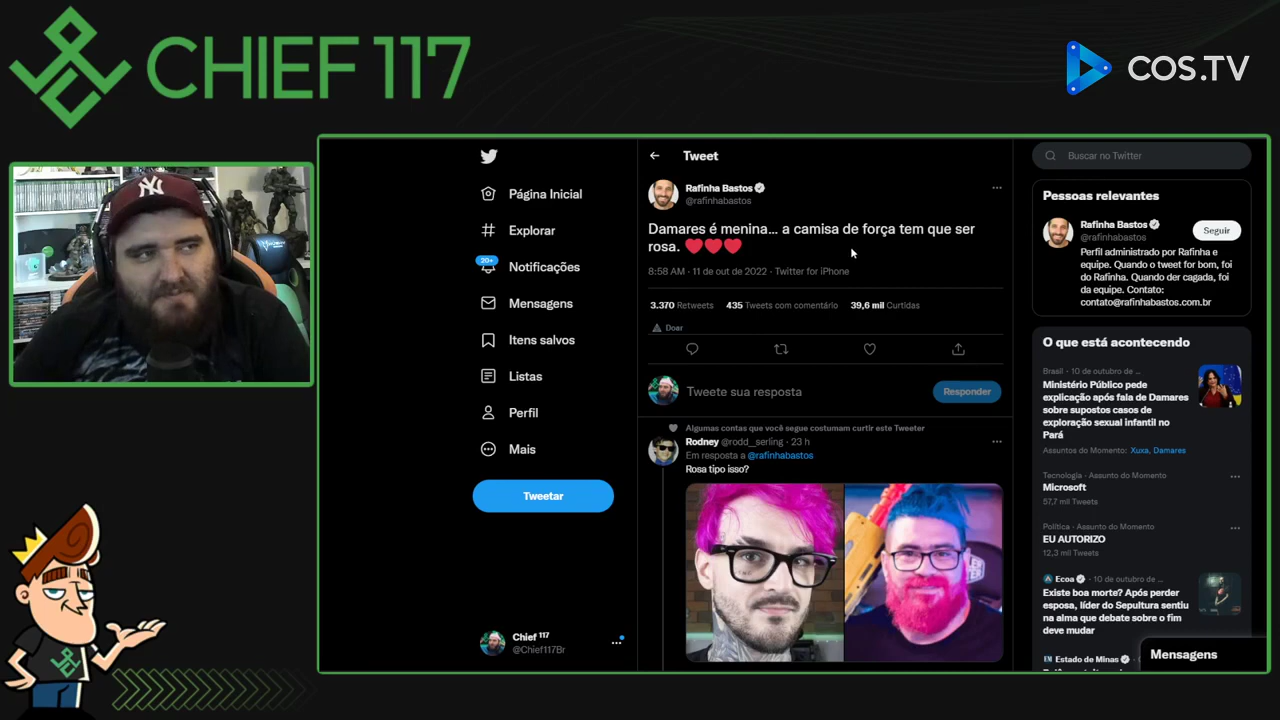 CHIEF 117
COS.TV
Tweet
Buscar no Twitter
Página Inicial
Explorar
20+
Notificações
Mensagens
Itens salvos
Listas
Perfil
Mais
Tweetar
Chief 117
@Chief117Br
Rafinha Bastos
@rafinhabastos
Damares é menina... a camisa de força tem que ser
rosa. ❤❤❤
8:58 AM · 11 de out de 2022 · Twitter for iPhone
3.370 Retweets 435 Tweets com comentário 39,6 mil Curtidas
Doar
Tweete sua resposta
Responder
Algumas contas que você segue costumam curtir este Tweeter
Rodney @rodd_serling · 23 h
Em resposta a @rafinhabastos
Rosa tipo isso?
Pessoas relevantes
Rafinha Bastos
@rafinhabastos
Seguir
Perfil administrado por Rafinha e
equipe. Quando o tweet for bom, foi
do Rafinha. Quando der cagada, foi
da equipe. Contato:
contato@rafinhabastos.com.br
O que está acontecendo
Brasil · 10 de outubro de ...
Ministério Público pede
explicação após fala de Damares
sobre supostos casos de
exploração sexual infantil no
Pará
Assuntos do Momento: Xuxa, Damares
Tecnologia · Assunto do Momento
Microsoft
57,7 mil Tweets
Política · Assunto do Momento
EU AUTORIZO
12,3 mil Tweets
Ecoa · 10 de outubro de ...
Existe boa morte? Após perder
esposa, líder do Sepultura sentiu
na alma que debate sobre o fim
deve mudar
Estado de Minas
Mensagens